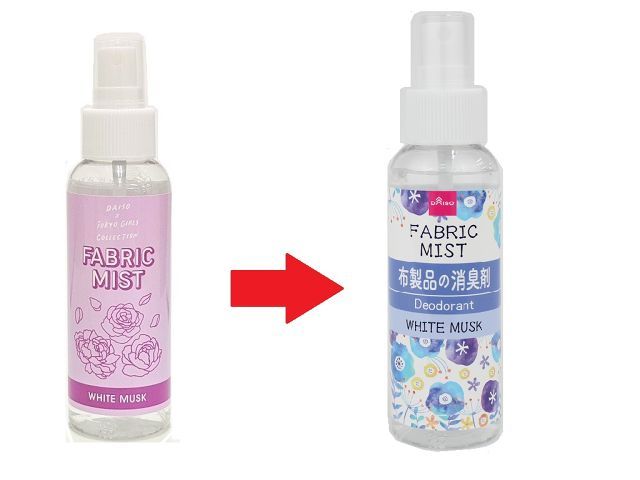 DAISO
×
TOKYO GIRLS
COLLECTION
FABRIC
MIST
WHITE MUSK
DAISO
FABRIC
MIST
布製品の消臭剤
Deodorant
WHITE MUSK